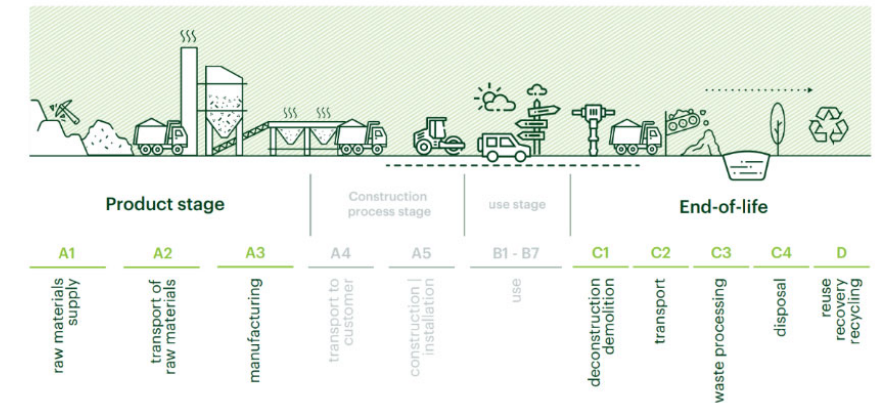 Product stage
Construction
process stage
use stage
End-of-life
A1
A2
A3
A4
A5
B1 - B7
C1
C2
C3
C4
D
raw materials
supply
transport of
raw materials
manufacturing
transport to
customer
construction |
installation
use
deconstruction
demolition
transport
waste processing
disposal
reuse
recovery
recycling